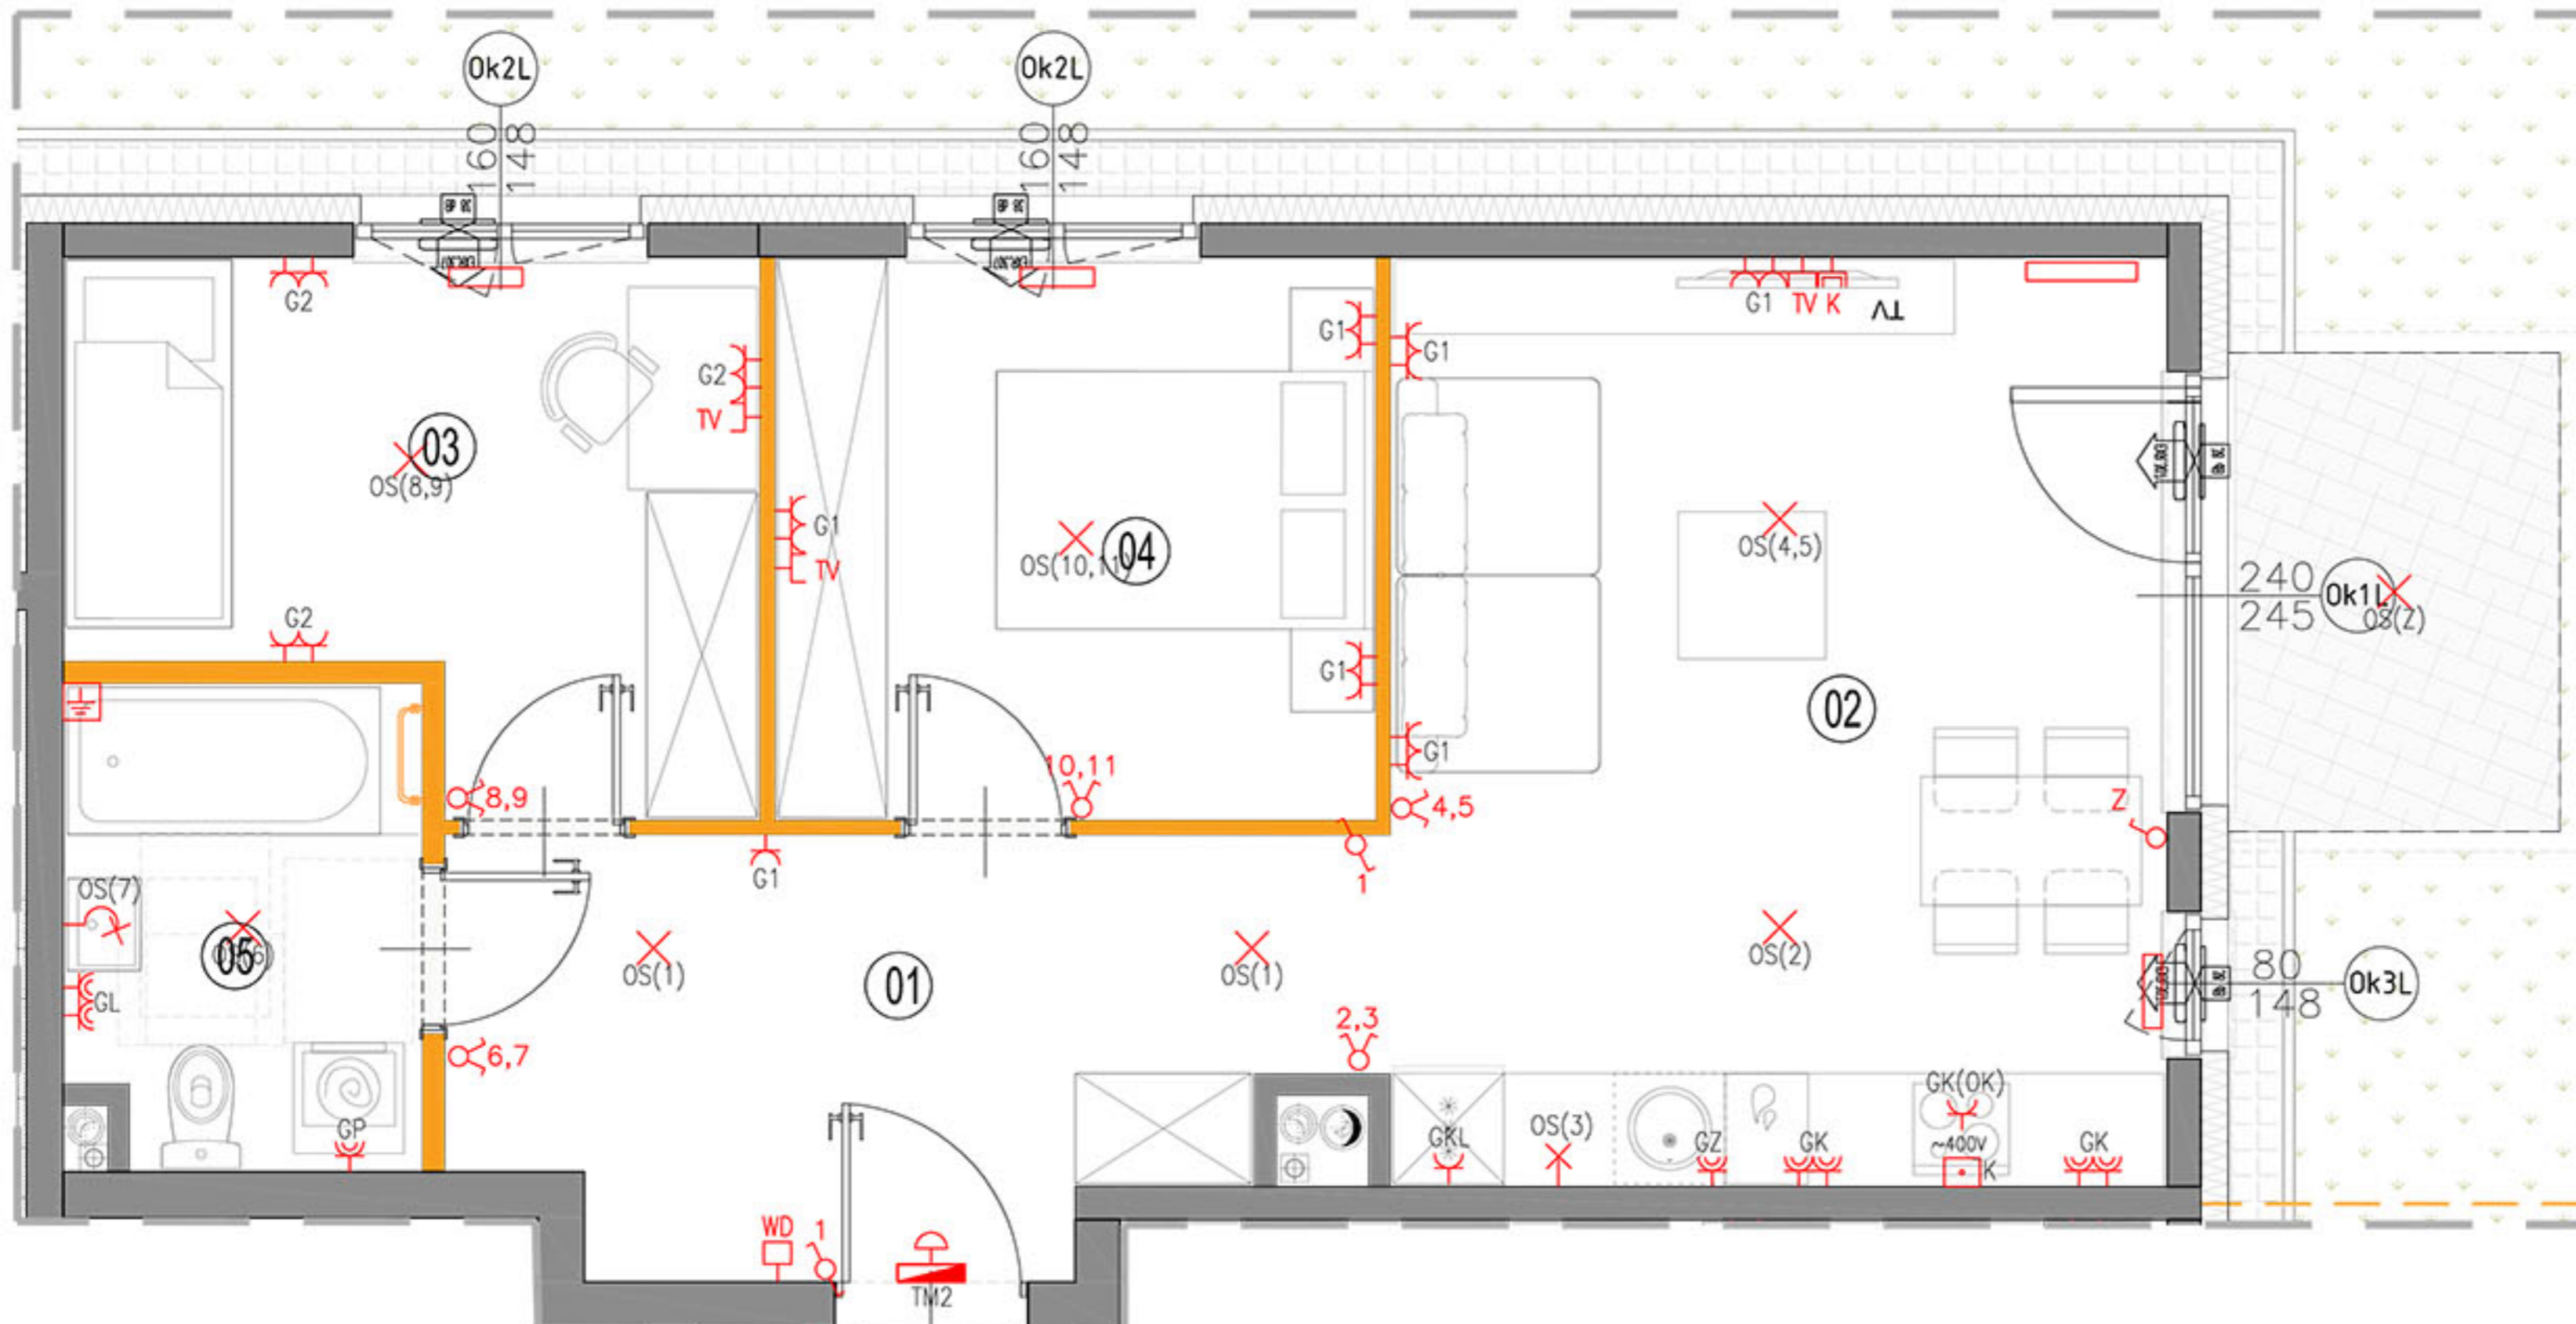 Ok2L
Ok2L
160
148
160
148
G2
G1
G1
G1
TV
K
TV
G2
TV
03
OS(8,9)
G1
TV
04
OS(10,11)
OS(4,5)
240
245
Ok1L
OS(Z)
G2
G1
G1
02
8,9
10,11
4,5
Z
G1
1
OS(7)
05
OS(1)
01
OS(1)
OS(2)
80
148
Ok3L
GL
6,7
2,3
GP
GKL
OS(3)
GZ
GK
GK(OK)
~400V
K
GK
WD
1
TM2